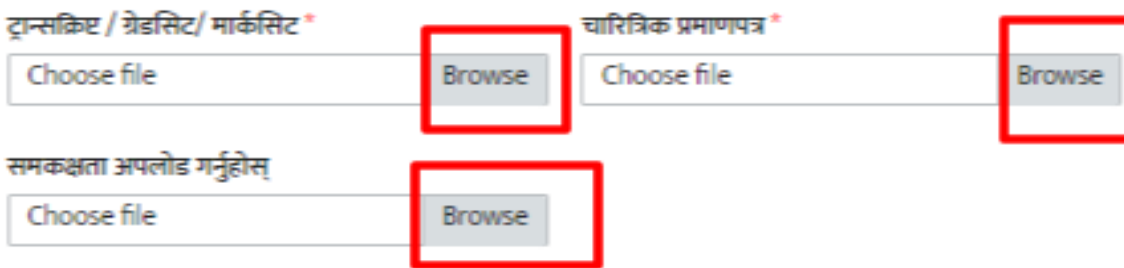 ट्रान्सक्रिप्ट / ग्रेडसिट/ मार्कसिट * चारित्रिक प्रमाणपत्र *
Choose file Browse Choose file Browse
समकक्षता अपलोड गर्नुहोस्
Choose file Browse